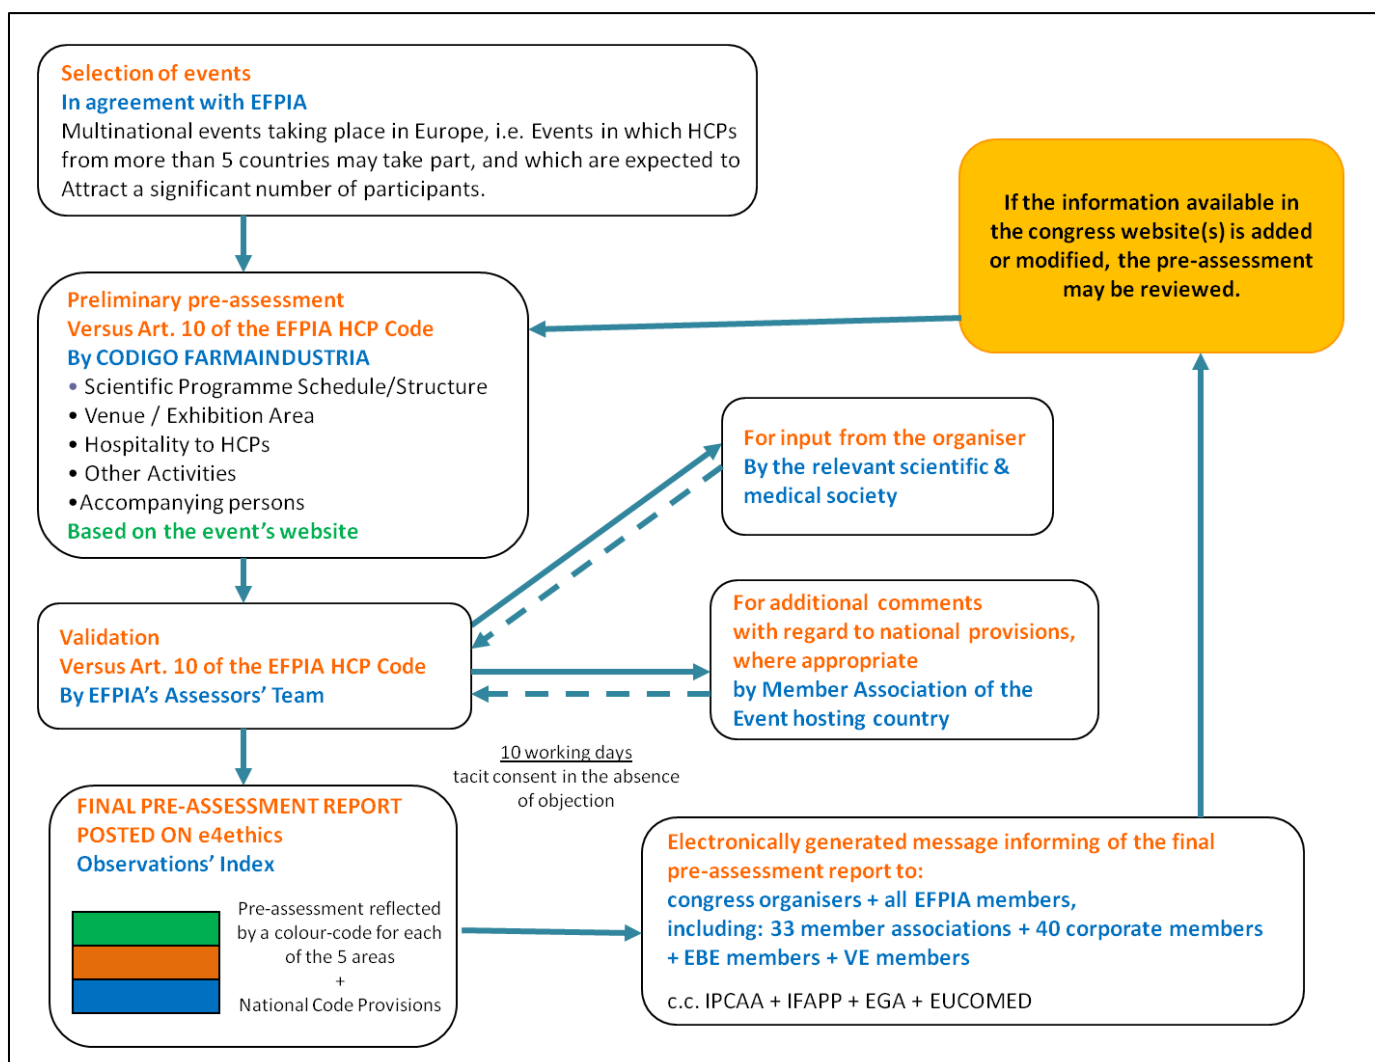 Selection of events
In agreement with EFPIA
Multinational events taking place in Europe, i.e. Events in which HCPs
from more than 5 countries may take part, and which are expected to
Attract a significant number of participants.
If the information available in
the congress website(s) is added
or modified, the pre-assessment
may be reviewed.
Preliminary pre-assessment
Versus Art. 10 of the EFPIA HCP Code
By CODIGO FARMAINDUSTRIA
• Scientific Programme Schedule/Structure
• Venue / Exhibition Area
• Hospitality to HCPs
• Other Activities
•Accompanying persons
Based on the event's website
For input from the organiser
By the relevant scientific &
medical society
Validation
Versus Art. 10 of the EFPIA HCP Code
By EFPIA's Assessors' Team
For additional comments
with regard to national provisions,
where appropriate
by Member Association of the
Event hosting country
10 working days
tacit consent in the absence
of objection
FINAL PRE-ASSESSMENT REPORT
POSTED ON e4ethics
Observations' Index
Pre-assessment reflected
by a colour-code for each
of the 5 areas
+
National Code Provisions
Electronically generated message informing of the final
pre-assessment report to:
congress organisers + all EFPIA members,
including: 33 member associations + 40 corporate members
+ EBE members + VE members
c.c. IPCAA + IFAPP + EGA + EUCOMED